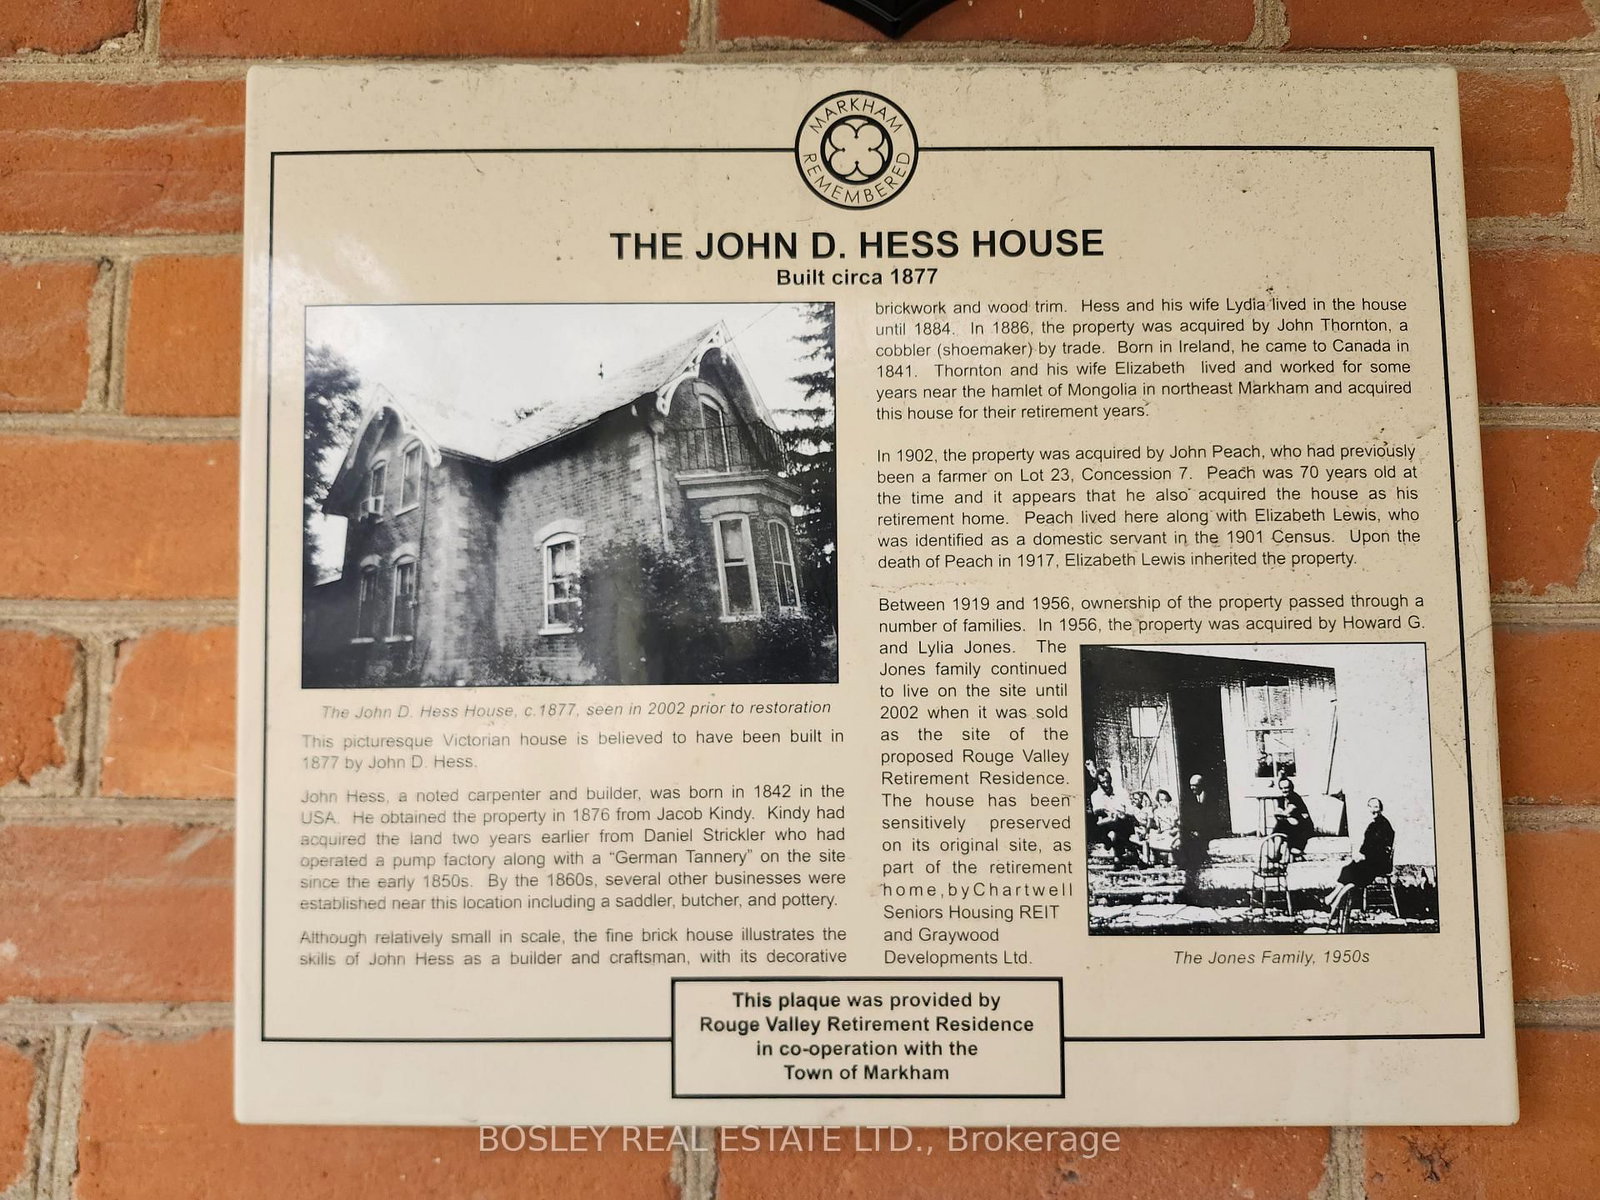 MARKHAM
REMEMBERED
THE JOHN D. HESS HOUSE
Built circa 1877
The John D. Hess House, c.1877, seen in 2002 prior to restoration
This picturesque Victorian house is believed to have been built in
1877 by John D. Hess.
John Hess, a noted carpenter and builder, was born in 1842 in the
USA. He obtained the property in 1876 from Jacob Kindy. Kindy had
acquired the land two years earlier from Daniel Strickler who had
operated a pump factory along with a “German Tannery” on the site
since the early 1850s. By the 1860s, several other businesses were
established near this location including a saddler, butcher, and pottery.
Although relatively small in scale, the fine brick house illustrates the
skills of John Hess as a builder and craftsman, with its decorative
brickwork and wood trim. Hess and his wife Lydia lived in the house
until 1884. In 1886, the property was acquired by John Thornton, a
cobbler (shoemaker) by trade. Born in Ireland, he came to Canada in
1841. Thornton and his wife Elizabeth lived and worked for some
years near the hamlet of Mongolia in northeast Markham and acquired
this house for their retirement years.
In 1902, the property was acquired by John Peach, who had previously
been a farmer on Lot 23, Concession 7. Peach was 70 years old at
the time and it appears that he also acquired the house as his
retirement home. Peach lived here along with Elizabeth Lewis, who
was identified as a domestic servant in the 1901 Census. Upon the
death of Peach in 1917, Elizabeth Lewis inherited the property.
Between 1919 and 1956, ownership of the property passed through a
number of families. In 1956, the property was acquired by Howard G.
and Lylia Jones. The
Jones family continued
to live on the site until
2002 when it was sold
as the site of the
proposed Rouge Valley
Retirement Residence.
The house has been
sensitively preserved
on its original site, as
part of the retirement
home, by Chartwell
Seniors Housing REIT
and Graywood
Developments Ltd.
The Jones Family, 1950s
This plaque was provided by
Rouge Valley Retirement Residence
in co-operation with the
Town of Markham
BOSLEY REAL ESTATE LTD., Brokerage